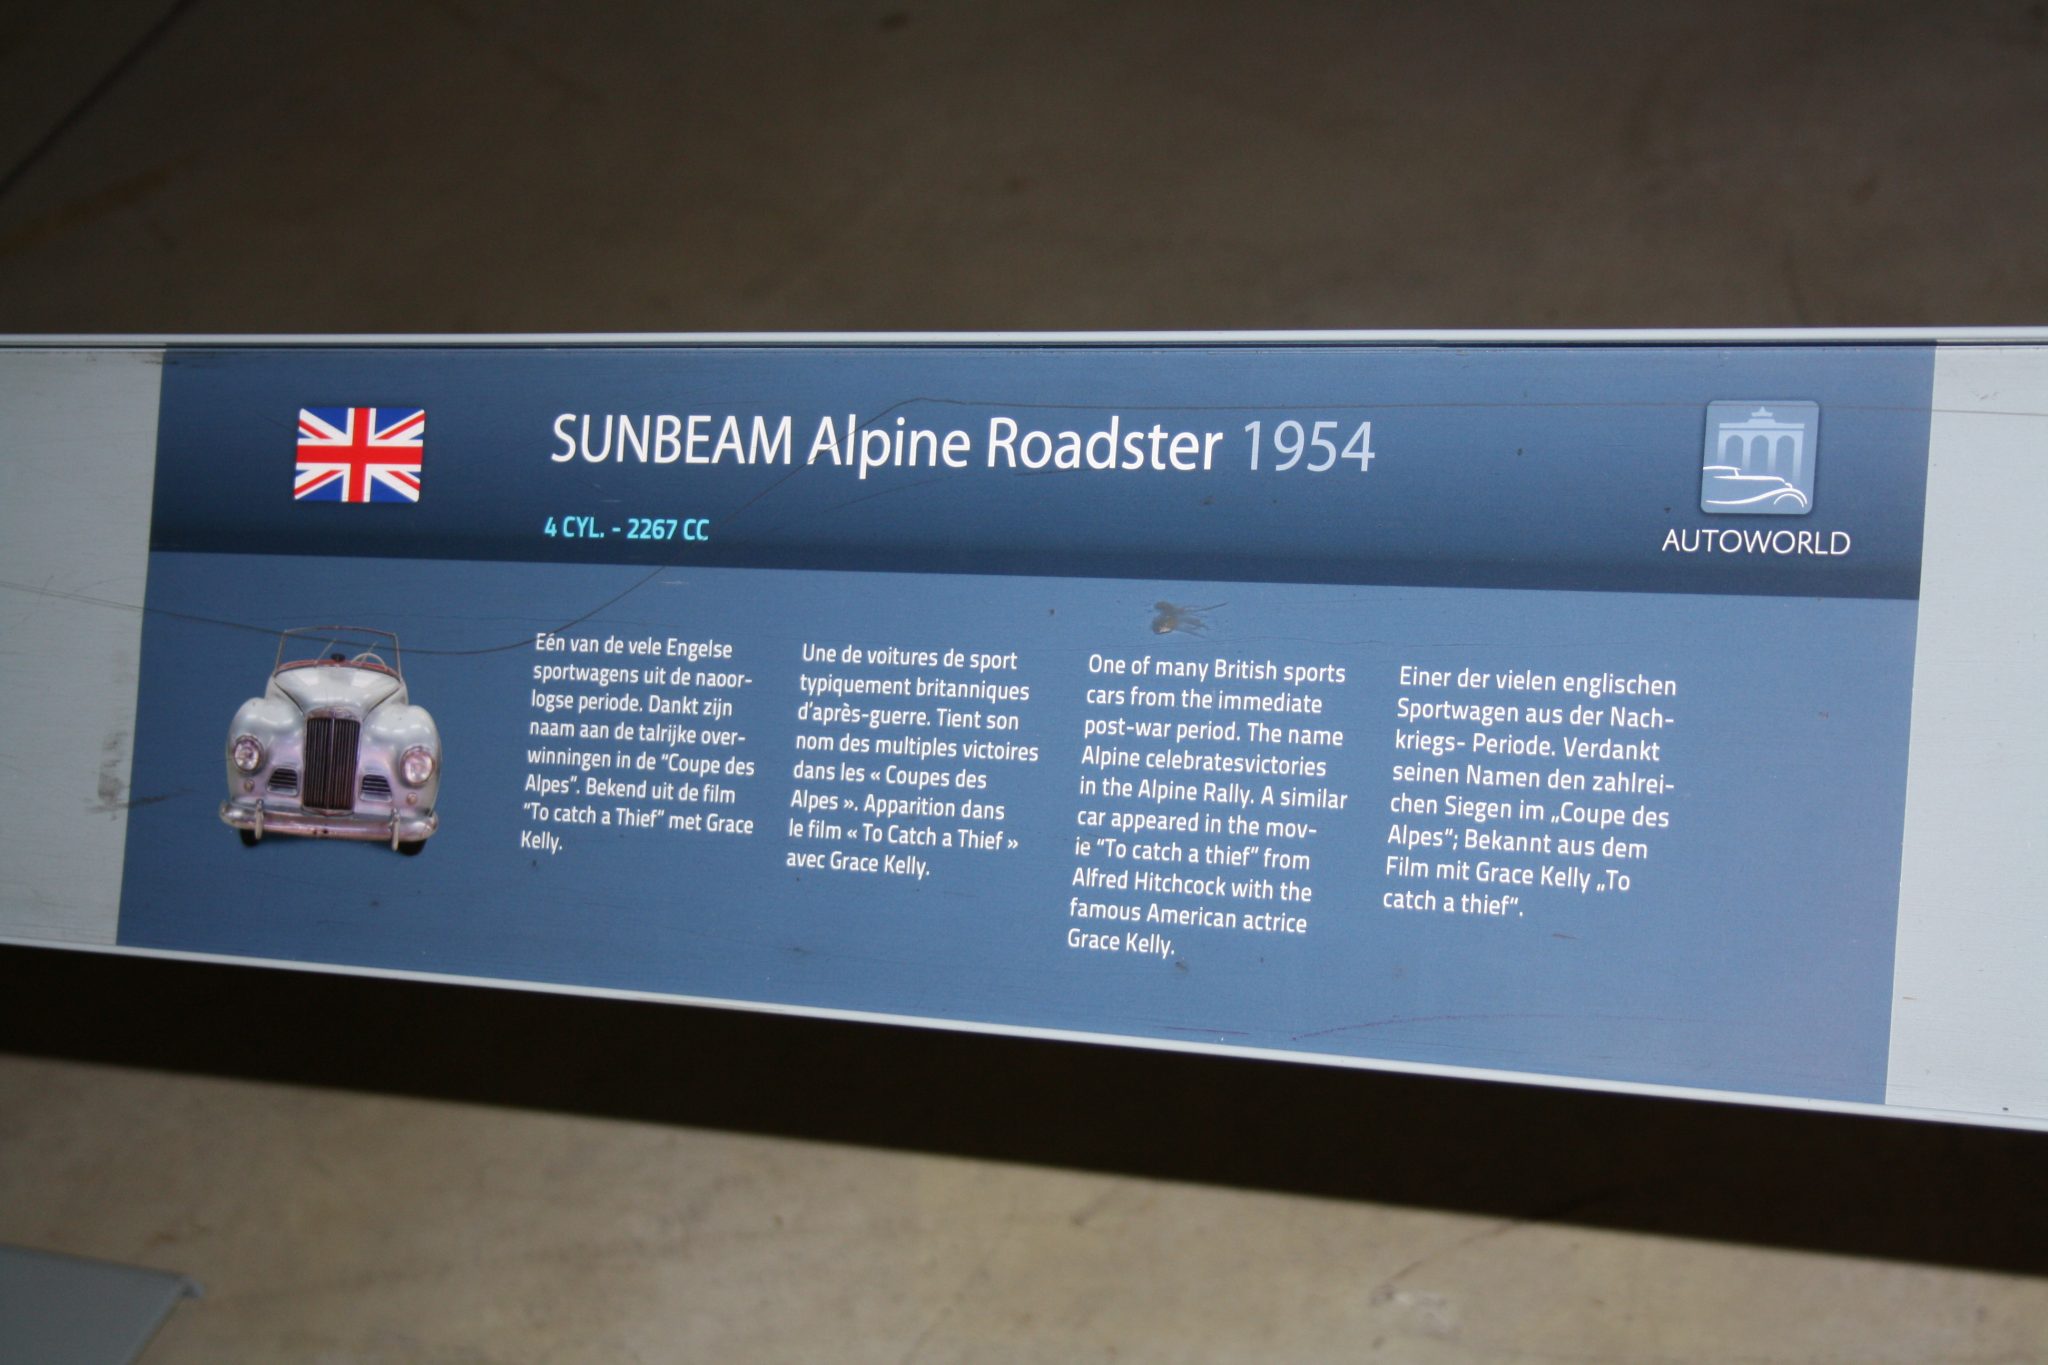 SUNBEAM Alpine Roadster 1954
4 CYL. - 2267 CC
AUTOWORLD
Eén van de vele Engelse
sportwagens uit de naoor-
logse periode. Dankt zijn
naam aan de talrijke over-
winningen in de "Coupe des
Alpes". Bekend uit de film
"To catch a Thief" met Grace
Kelly.
Une de voitures de sport
typiquement britanniques
d'après-guerre. Tient son
nom des multiples victoires
dans les « Coupes des
Alpes ». Apparition dans
le film « To Catch a Thief »
avec Grace Kelly.
One of many British sports
cars from the immediate
post-war period. The name
Alpine celebratesvictories
in the Alpine Rally. A similar
car appeared in the mov-
ie "To catch a thief" from
Alfred Hitchcock with the
famous American actrice
Grace Kelly.
Einer der vielen englischen
Sportwagen aus der Nach-
kriegs- Periode. Verdankt
seinen Namen den zahlrei-
chen Siegen im „Coupe des
Alpes"; Bekannt aus dem
Film mit Grace Kelly „To
catch a thief".